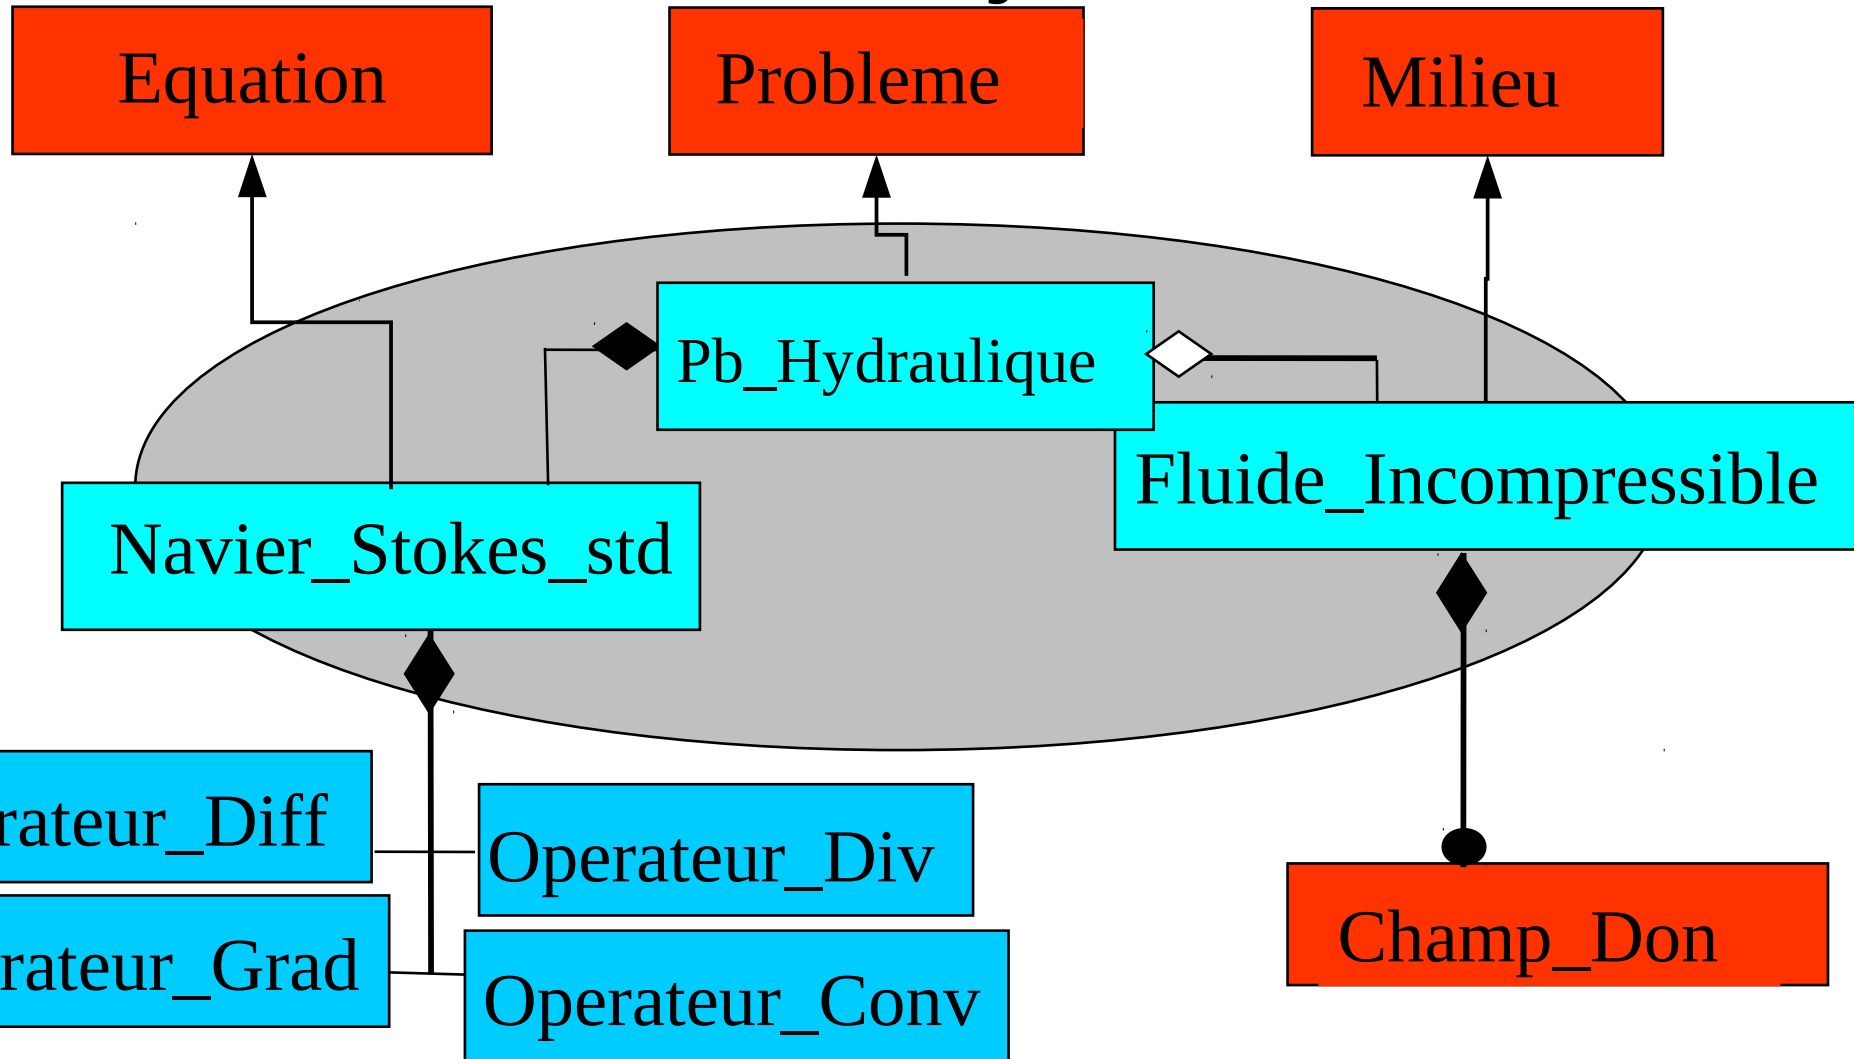 Equation
Probleme
Milieu
Pb_Hydraulique
Fluide_Incompressible
Navier_Stokes_std
rateur_Diff
Operateur_Div
rateur_Grad
Operateur_Conv
Champ_Don